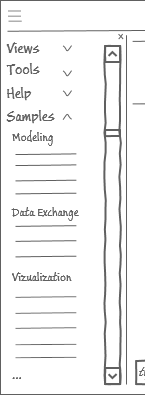 x
Views
Tools
Help
Samples
Modeling
Data Exchange
Vizualization
...